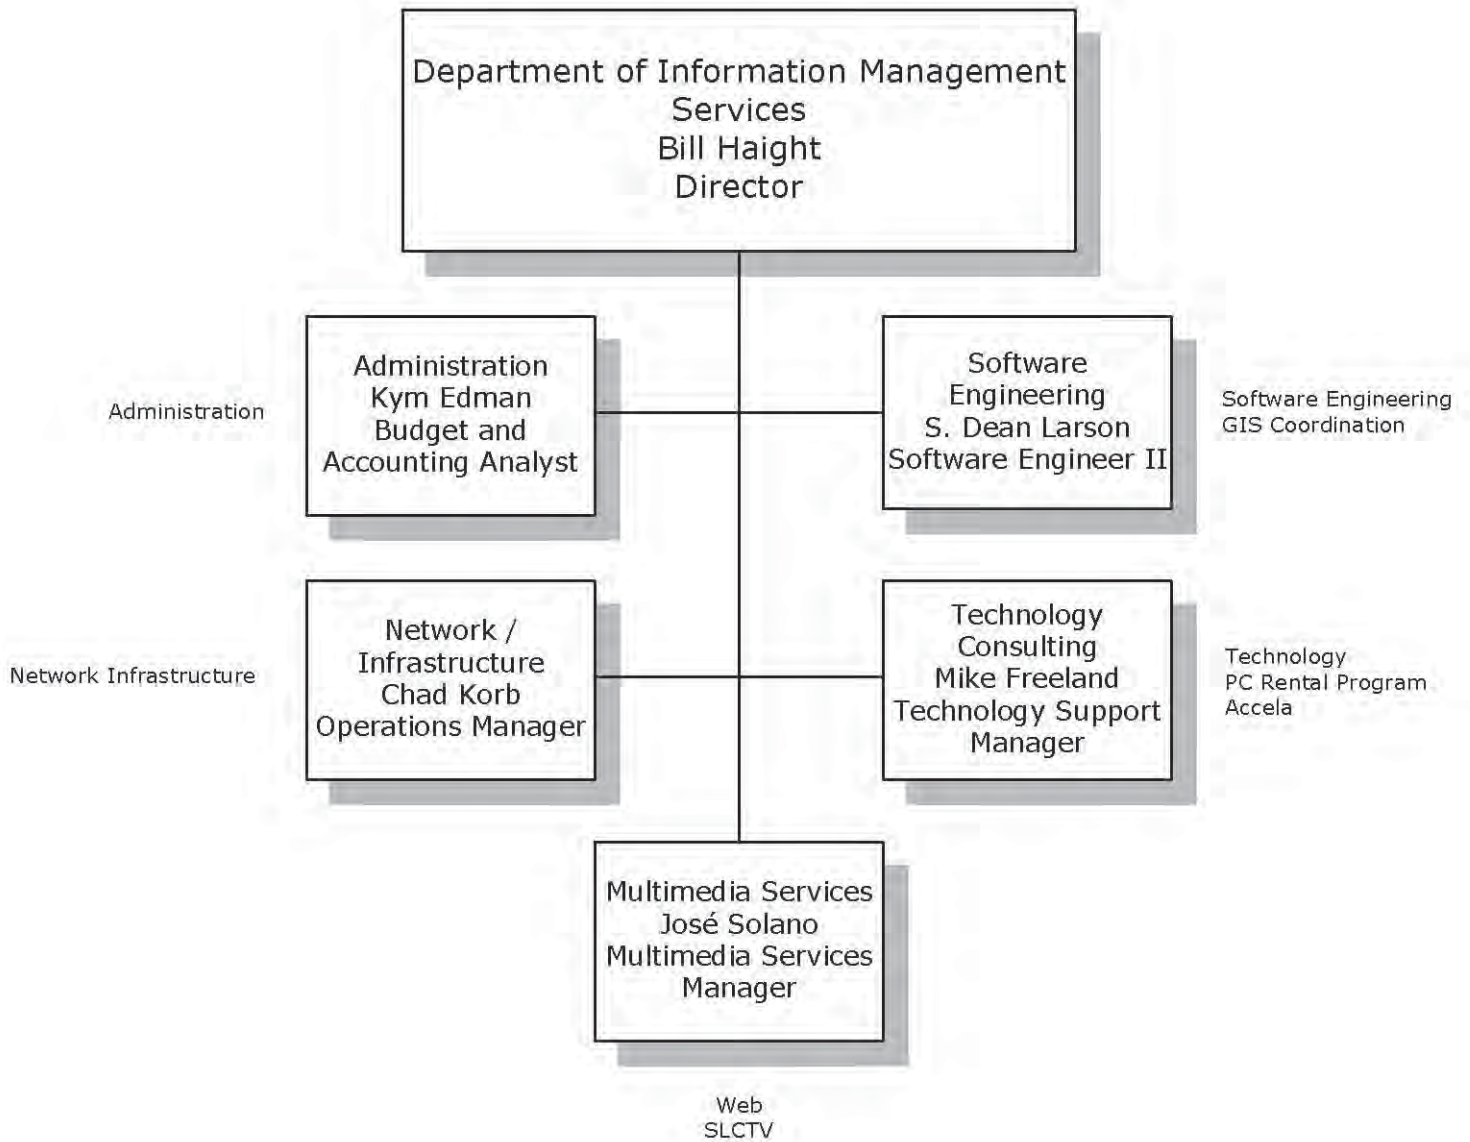 Department of Information Management
Services
Bill Haight
Director
Administration
Administration
Kym Edman
Budget and
Accounting Analyst
Software
Engineering
S. Dean Larson
Software Engineer II
Software Engineering
GIS Coordination
Network Infrastructure
Network /
Infrastructure
Chad Korb
Operations Manager
Technology
Consulting
Mike Freeland
Technology Support
Manager
Technology
PC Rental Program
Accela
Multimedia Services
José Solano
Multimedia Services
Manager
Web
SLCTV